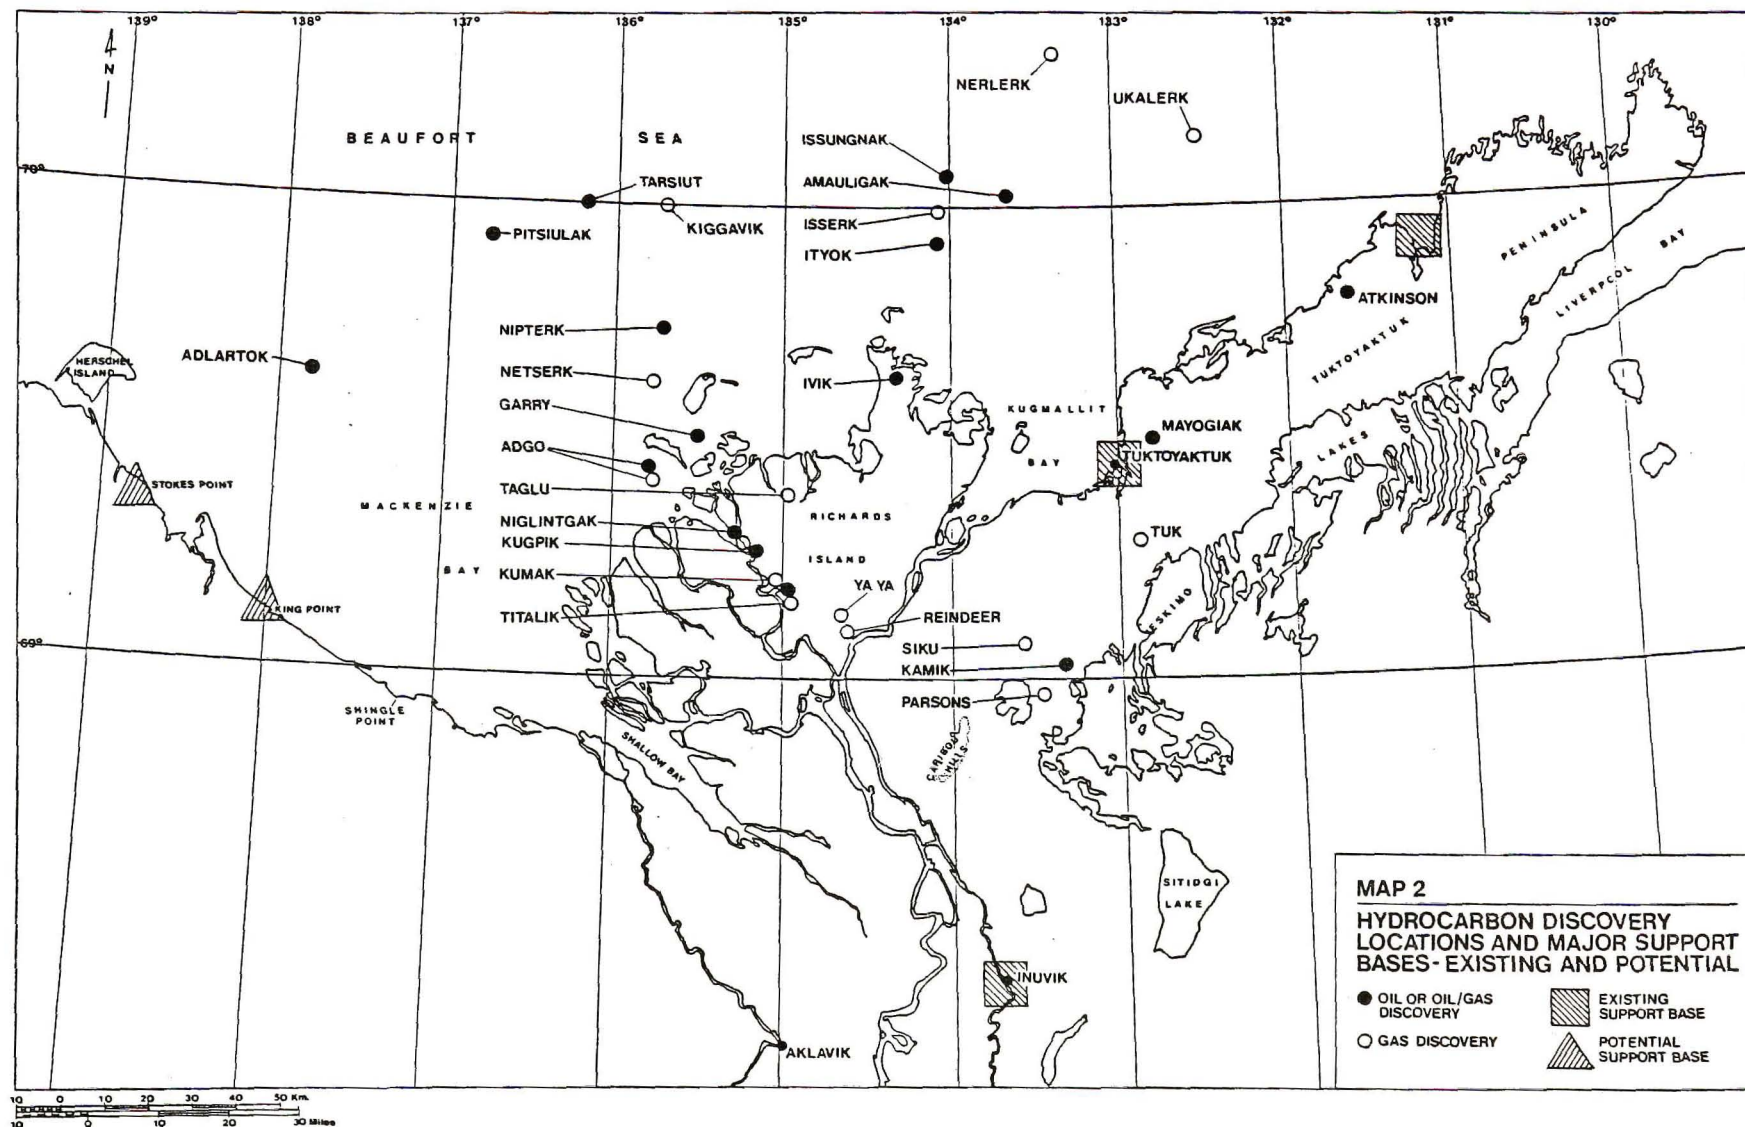 139° 138° 137° 136° 135° 134° 133° 132° 131° 130°
N
NERLERK
UKALERK
BEAUFORT SEA
ISSUNGNAK
70°
TARSIUT
AMAULIGAK
KIGGAVIK
ISSERK
PITSIULAK
ITYOK
PENINSULA
LIVERPOOL BAY
ATKINSON
TUKTOYAKTUK
NIPTERK
ADLARTOK
HERSCHEL
ISLAND
NETSERK
IVIK
GARRY
KUGMALLIT
BAY
MAYOGIAK
LAKES
ADGO
TUKTOYAKTUK
STOKES POINT
TAGLU
MACKENZIE
BAY
RICHARDS
ISLAND
NIGLINTGAK
KUGPIK
TUK
KUMAK
YA YA
ESKIMO
KING POINT
TITALIK
REINDEER
69°
SIKU
KAMIK
PARSONS
SHINGLE
POINT
SHALLOW BAY
CARIBOU
HILLS
SITIDGI
LAKE
INUVIK
AKLAVIK
MAP 2
HYDROCARBON DISCOVERY
LOCATIONS AND MAJOR SUPPORT
BASES-EXISTING AND POTENTIAL
OIL OR OIL/GAS
DISCOVERY
EXISTING
SUPPORT BASE
GAS DISCOVERY
POTENTIAL
SUPPORT BASE
10 0 10 20 30 40 50 Km.
10 0 10 20 30 Miles